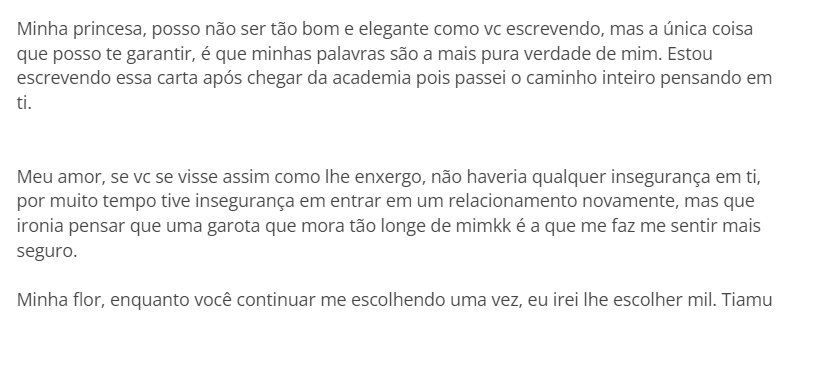 Minha princesa, posso não ser tão bom e elegante como vc escrevendo, mas a única coisa
que posso te garantir, é que minhas palavras são a mais pura verdade de mim. Estou
escrevendo essa carta após chegar da academia pois passei o caminho inteiro pensando em
ti.
Meu amor, se vc se visse assim como lhe enxergo, não haveria qualquer insegurança em ti,
por muito tempo tive insegurança em entrar em um relacionamento novamente, mas que
ironia pensar que uma garota que mora tão longe de mimkk é a que me faz me sentir mais
seguro.
Minha flor, enquanto você continuar me escolhendo uma vez, eu irei lhe escolher mil. Tiamu